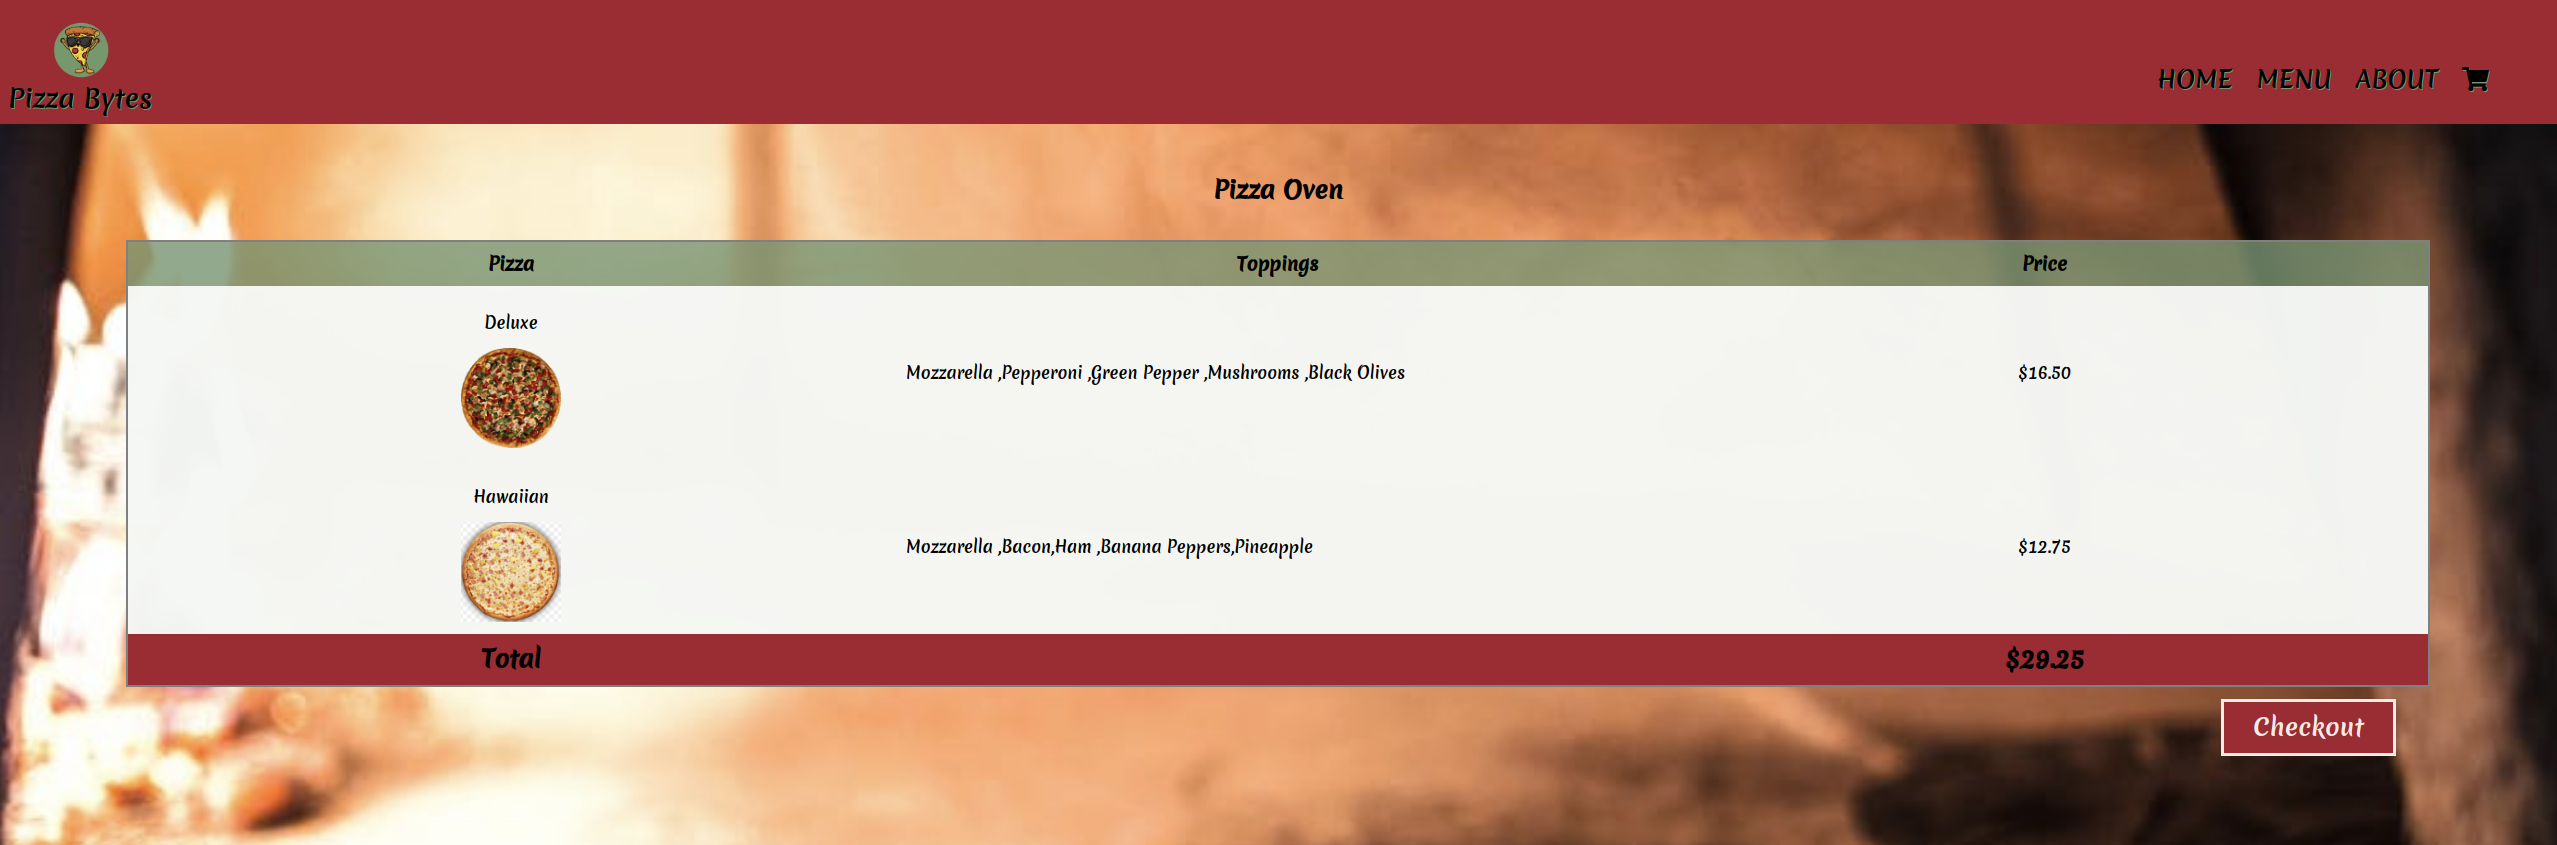 Pizza Bytes
HOME MENU ABOUT
Pizza Oven
Pizza Toppings Price
Deluxe
Mozzarella ,Pepperoni ,Green Pepper ,Mushrooms ,Black Olives $16.50
Hawaiian
Mozzarella ,Bacon,Ham ,Banana Peppers,Pineapple $12.75
Total $29.25
Checkout